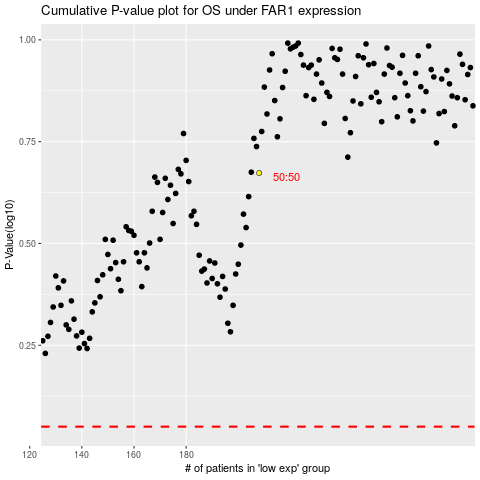 Cumulative P-value plot for OS under FAR1 expression
P-Value(log10)
1.00
0.75
0.50
0.25
50:50
120 140 160 180
# of patients in 'low exp' group